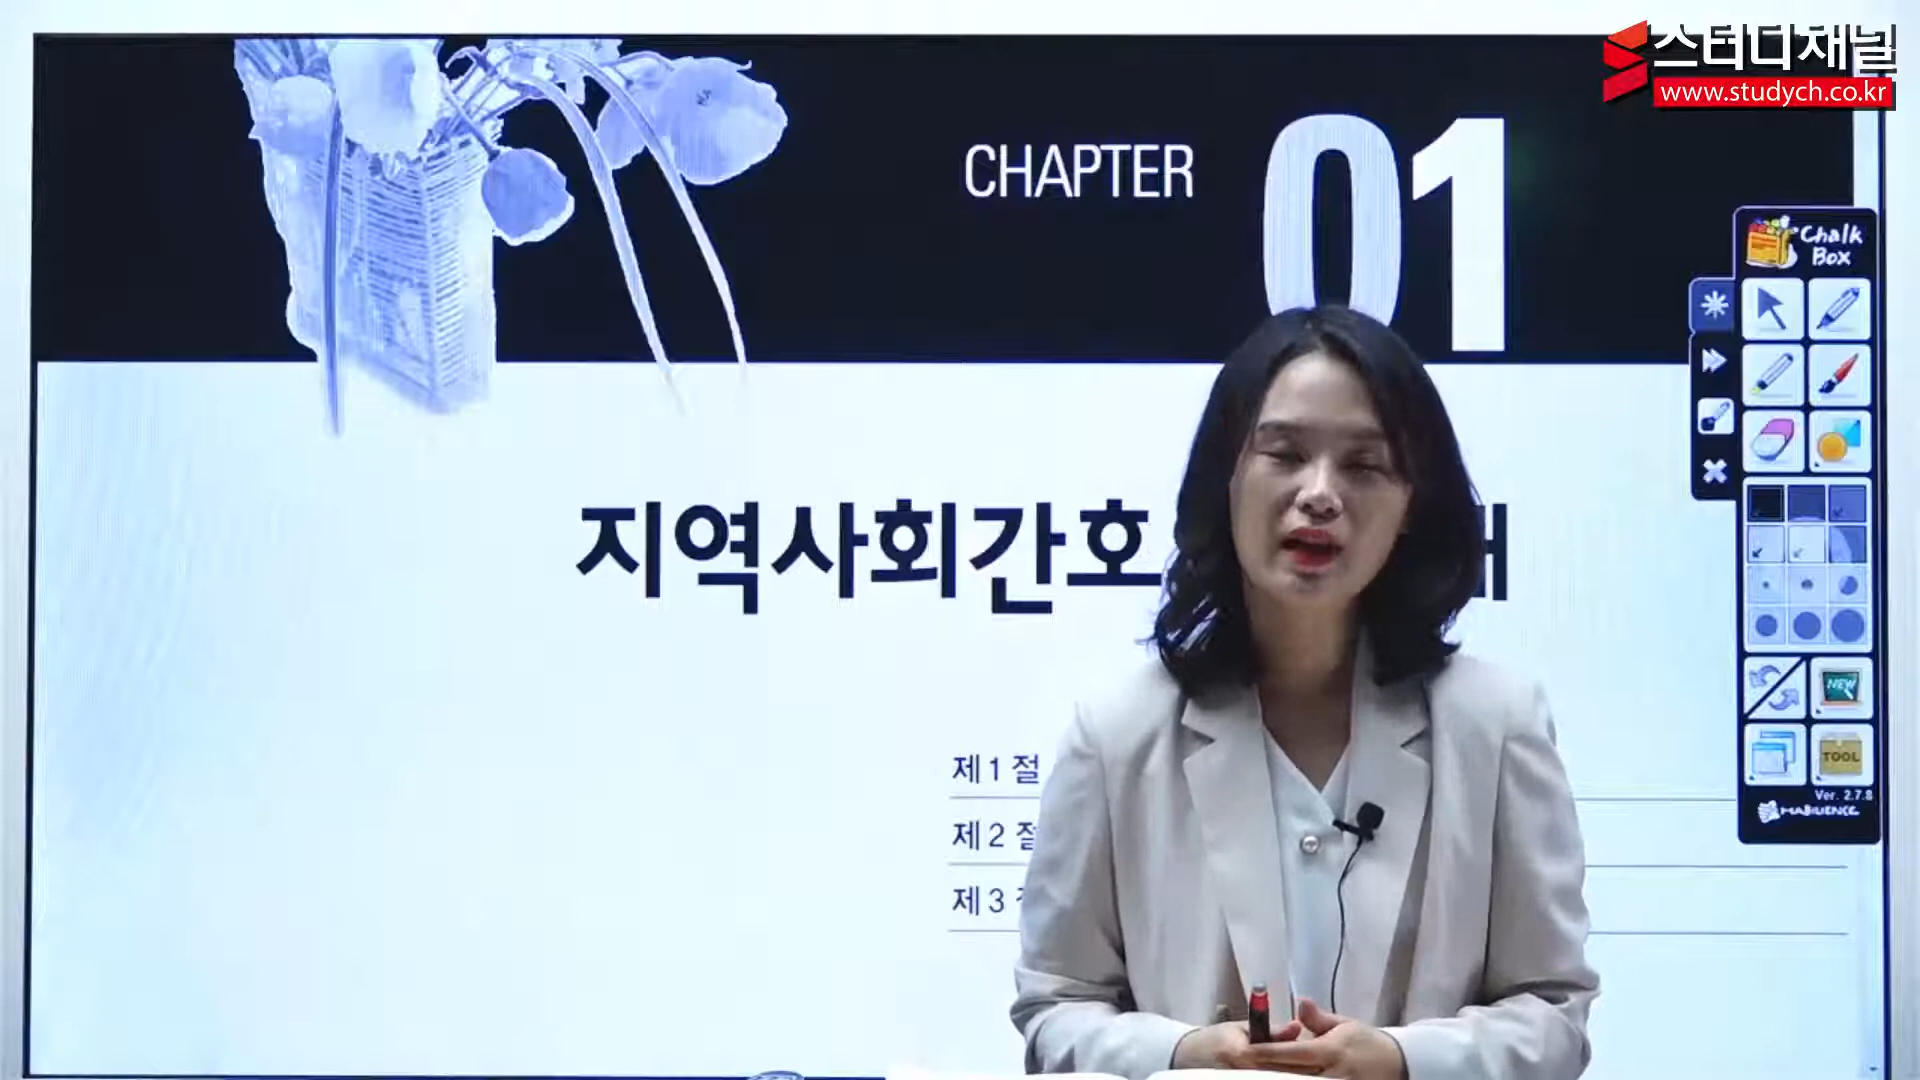 스터디채널
www.studych.co.kr
CHAPTER 01
Chalk
Box
지역사회간호
제1절
제2절
제3
NEW
TOOL
Ver. 2.7.8